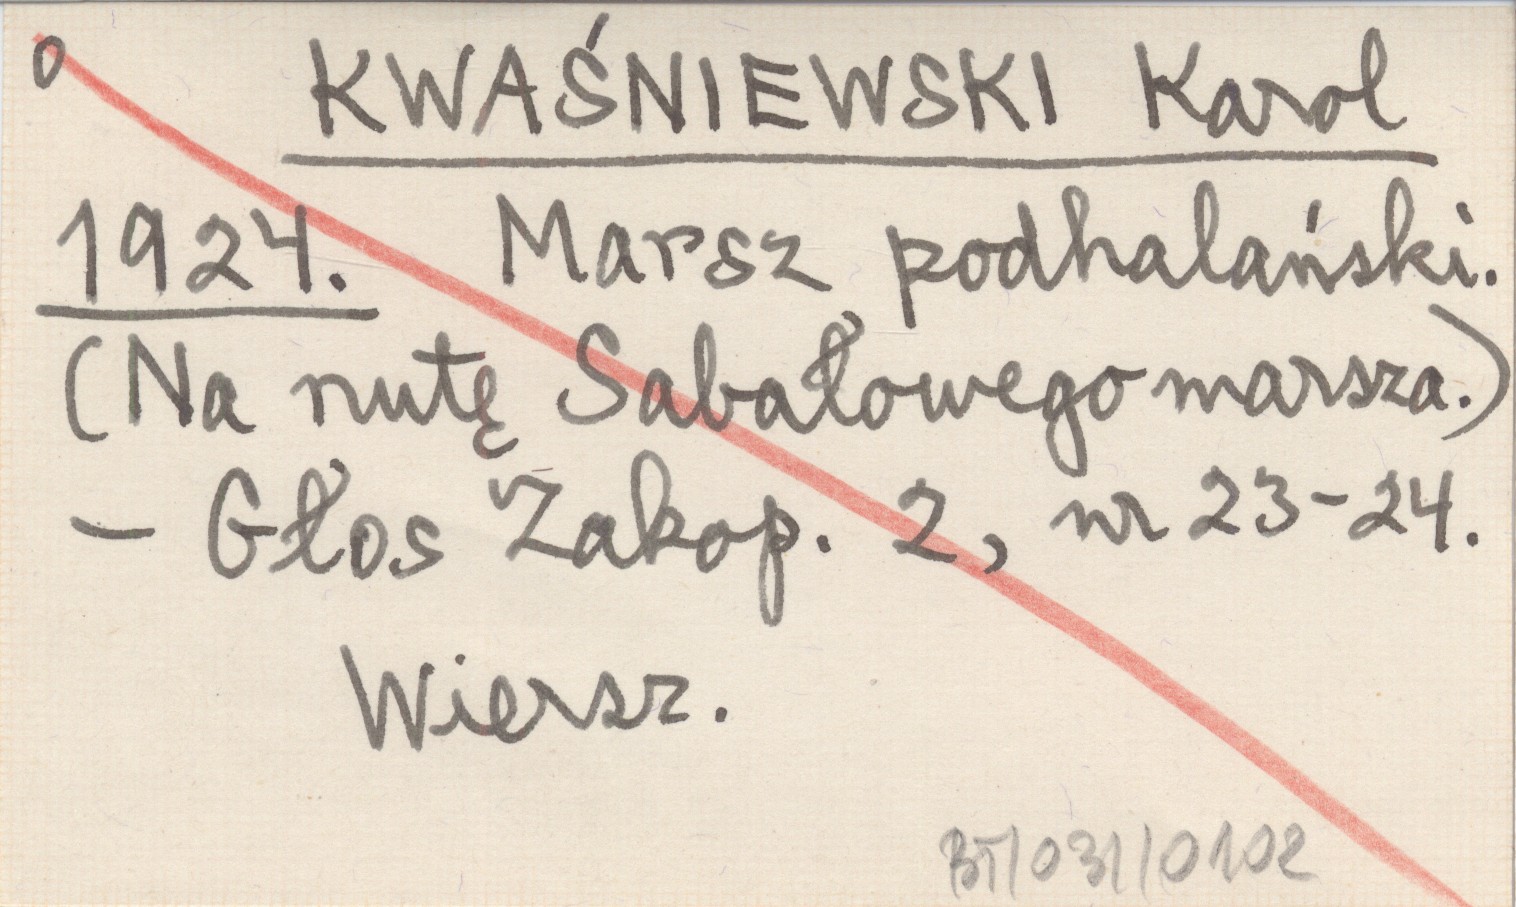 o KWAŚNIEWSKI Karol
1924. Marsz podhalański.
(Na nutę Sabałowego marsza.)
– Głos Zakop. 2, nr 23–24.
Wiersz.
BT/031/0102